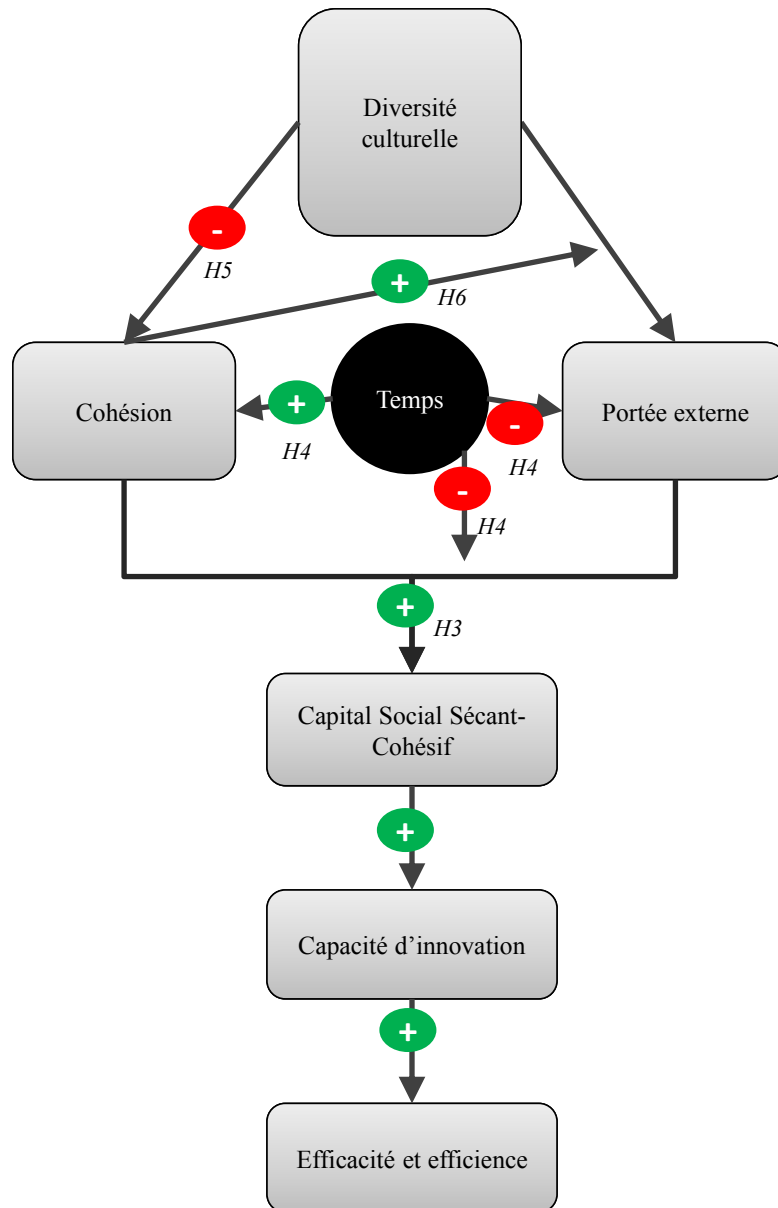 Diversité
culturelle
-
H5
+
H6
Cohésion
+
H4
Temps
-
H4
Portée externe
-
H4
+
H3
Capital Social Sécant-
Cohésif
+
Capacité d’innovation
+
Efficacité et efficience